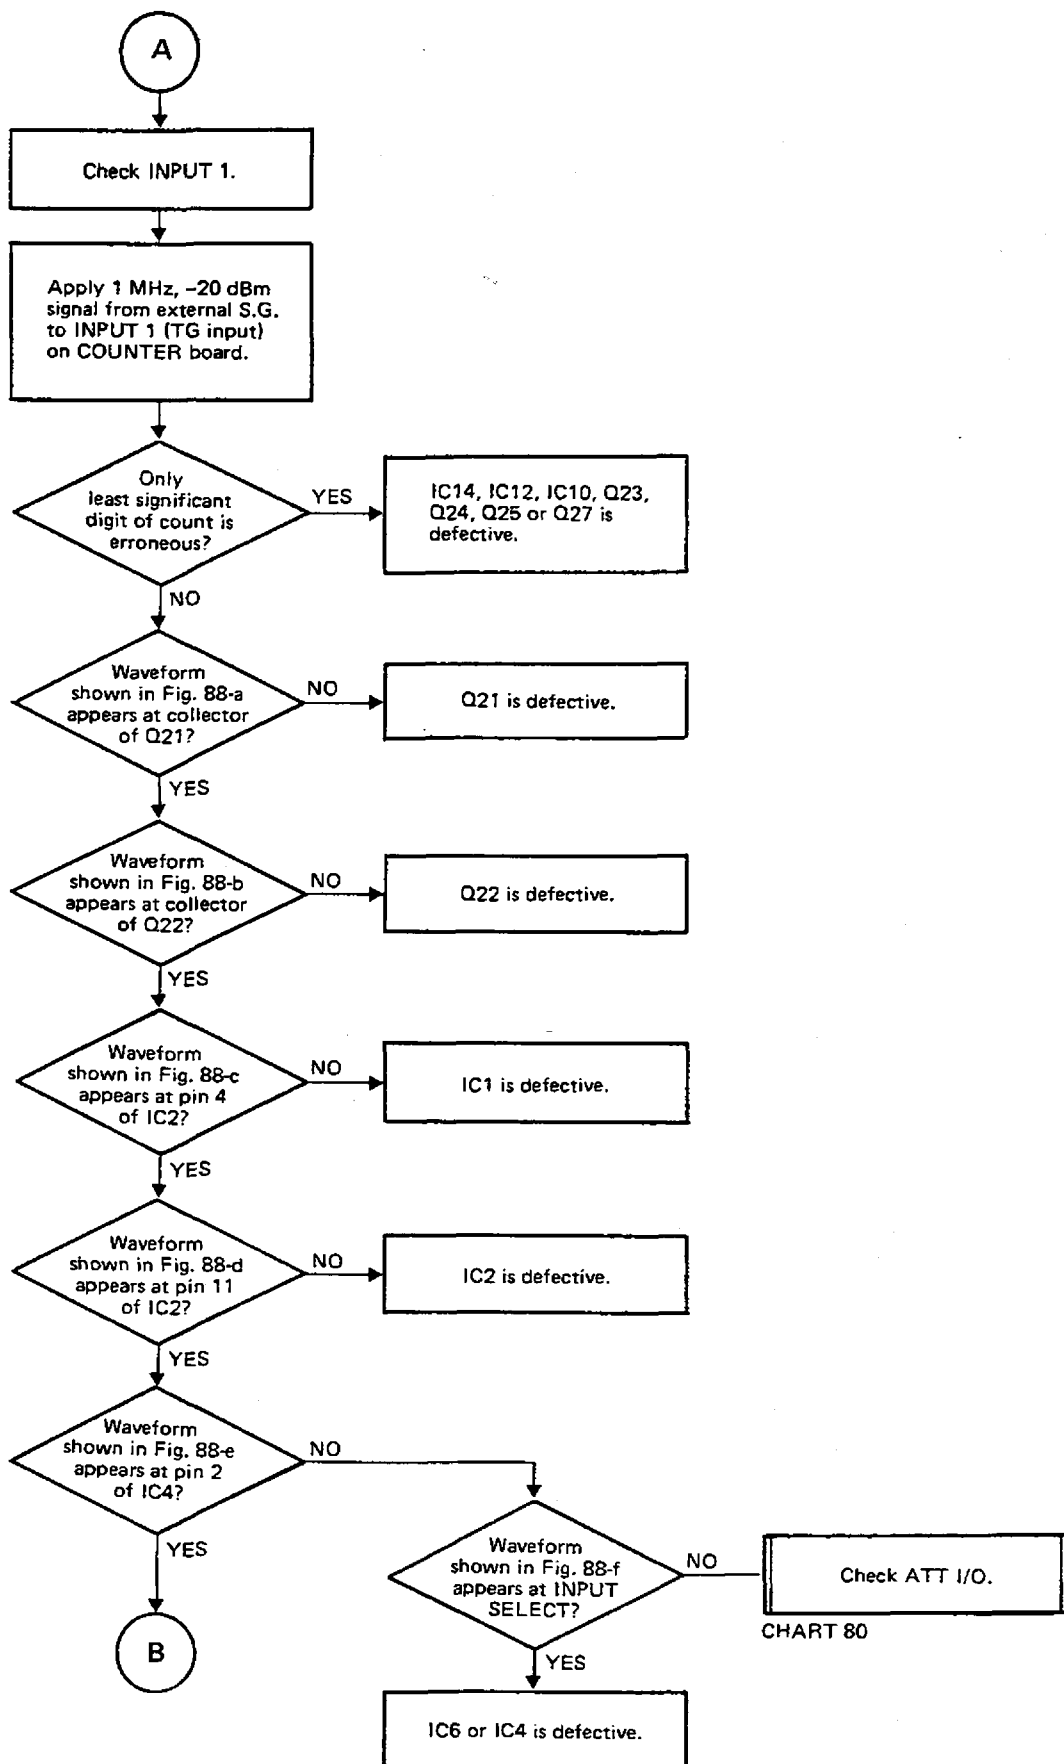 A
Check INPUT 1.
Apply 1 MHz, -20 dBm
signal from external S.G.
to INPUT 1 (TG input)
on COUNTER board.
Only
least significant
digit of count is
erroneous?
YES
IC14, IC12, IC10, Q23,
Q24, Q25 or Q27 is
defective.
NO
Waveform
shown in Fig. 88-a
appears at collector
of Q21?
NO
Q21 is defective.
YES
Waveform
shown in Fig. 88-b
appears at collector
of Q22?
NO
Q22 is defective.
YES
Waveform
shown in Fig. 88-c
appears at pin 4
of IC2?
NO
IC1 is defective.
YES
Waveform
shown in Fig. 88-d
appears at pin 11
of IC2?
NO
IC2 is defective.
YES
Waveform
shown in Fig. 88-e
appears at pin 2
of IC4?
NO
YES
B
Waveform
shown in Fig. 88-f
appears at INPUT
SELECT?
NO
Check ATT I/O.
CHART 80
YES
IC6 or IC4 is defective.